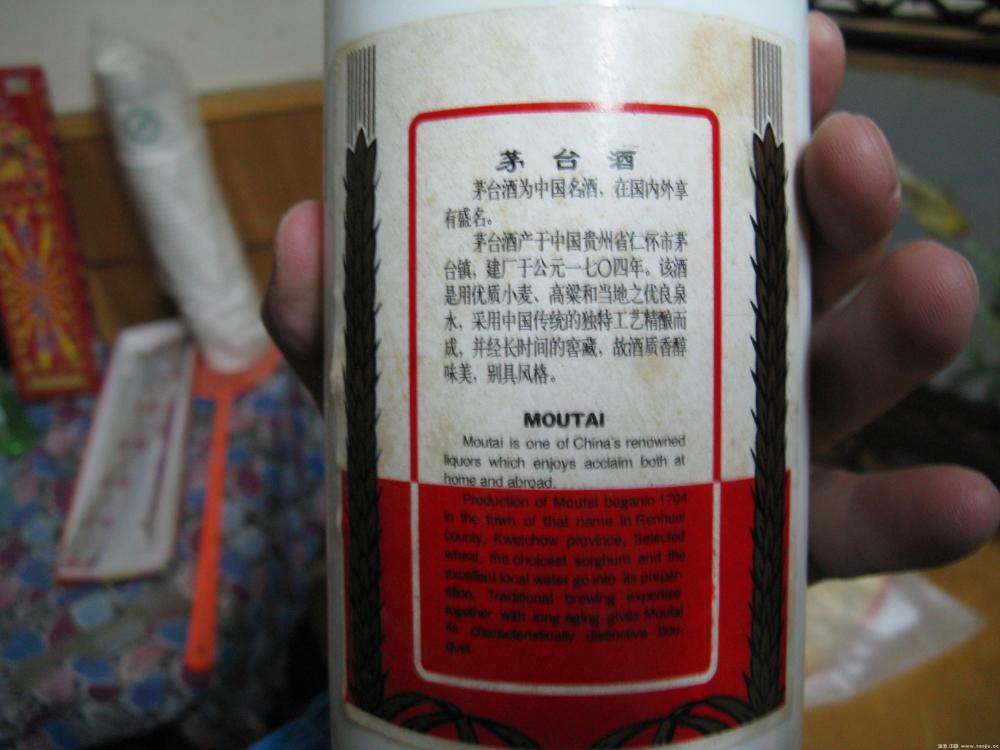 茅台酒
茅台酒为中国名酒、在国内外享
有盛名。
茅台酒产于中国贵州省仁怀市茅
台镇，建厂于公元一七〇四年。该酒
是用优质小麦、高粱和当地之优良泉
水，采用中国传统的独特工艺精酿而
成，并经长时间的窖藏，故酒质香醇
味美，别具风格。
MOUTAI
Moutai is one of China's renowned
liquors which enjoys acclaim both at
home and abroad.
Production of Moutai beganin 1704
in the town of that name in Renhuai
county, Kweichow province, Selected
wheat, the choicest sorghum and the
excellent local water go into its prepar-
ation. Traditional brewing expertise
together with long aging gives Moutai
its characteristically distinctive bou-
quet.